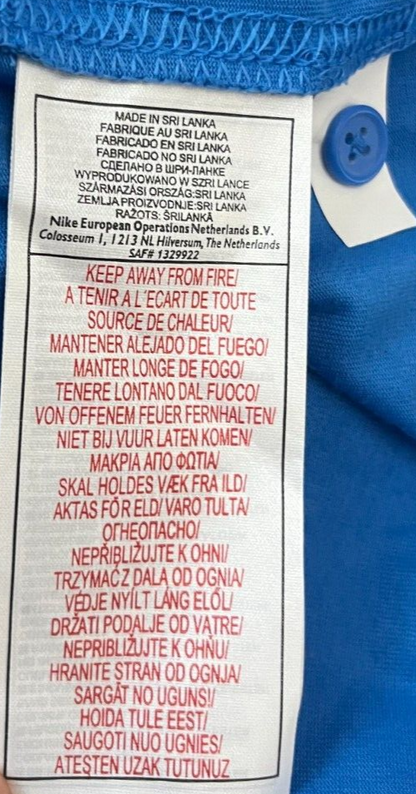 MADE IN SRI LANKA
FABRIQUE AU SRI LANKA
FABRICADO EN SRI LANKA
FABRICADO NO SRI LANKA
СДЕЛАНО В ШРИ-ЛАНКЕ
WYPRODUKOWANO W SZRI LANCE
SZÁRMAZÁSI ORSZÁG:SRI LANKA
ZEMLJA PROIZVODNJE:SRI LANKA
RAŽOTS: ŠRILANKĀ
Nike European Operations Netherlands B.V.
Colosseum 1, 1213 NL Hilversum, The Netherlands
SAF# 1329922
KEEP AWAY FROM FIRE/
A TENIR A L'ECART DE TOUTE
SOURCE DE CHALEUR/
MANTENER ALEJADO DEL FUEGO/
MANTER LONGE DE FOGO/
TENERE LONTANO DAL FUOCO/
VON OFFENEM FEUER FERNHALTEN/
NIET BIJ VUUR LATEN KOMEN/
ΜΑΚΡΙΑ ΑΠΟ ΦΩΤΙΑ/
SKAL HOLDES VÆK FRA ILD/
AKTAS FÖR ELD/ VARO TULTA/
ОГНЕОПАСНО/
NEPŘIBLIŽUJTE K OHNI/
TRZYMAĆ Z DALA OD OGNIA/
VÉDJE NYÍLT LÁNG ELŐL/
DRŽATI PODALJE OD VATRE/
NEPRIBLIŽUJTE K OHŇU/
HRANITE STRAN OD OGNJA/
SARGĀT NO UGUNS!/
HOIDA TULE EEST/
SAUGOTI NUO UGNIES/
ATEŞTEN UZAK TUTUNUZ